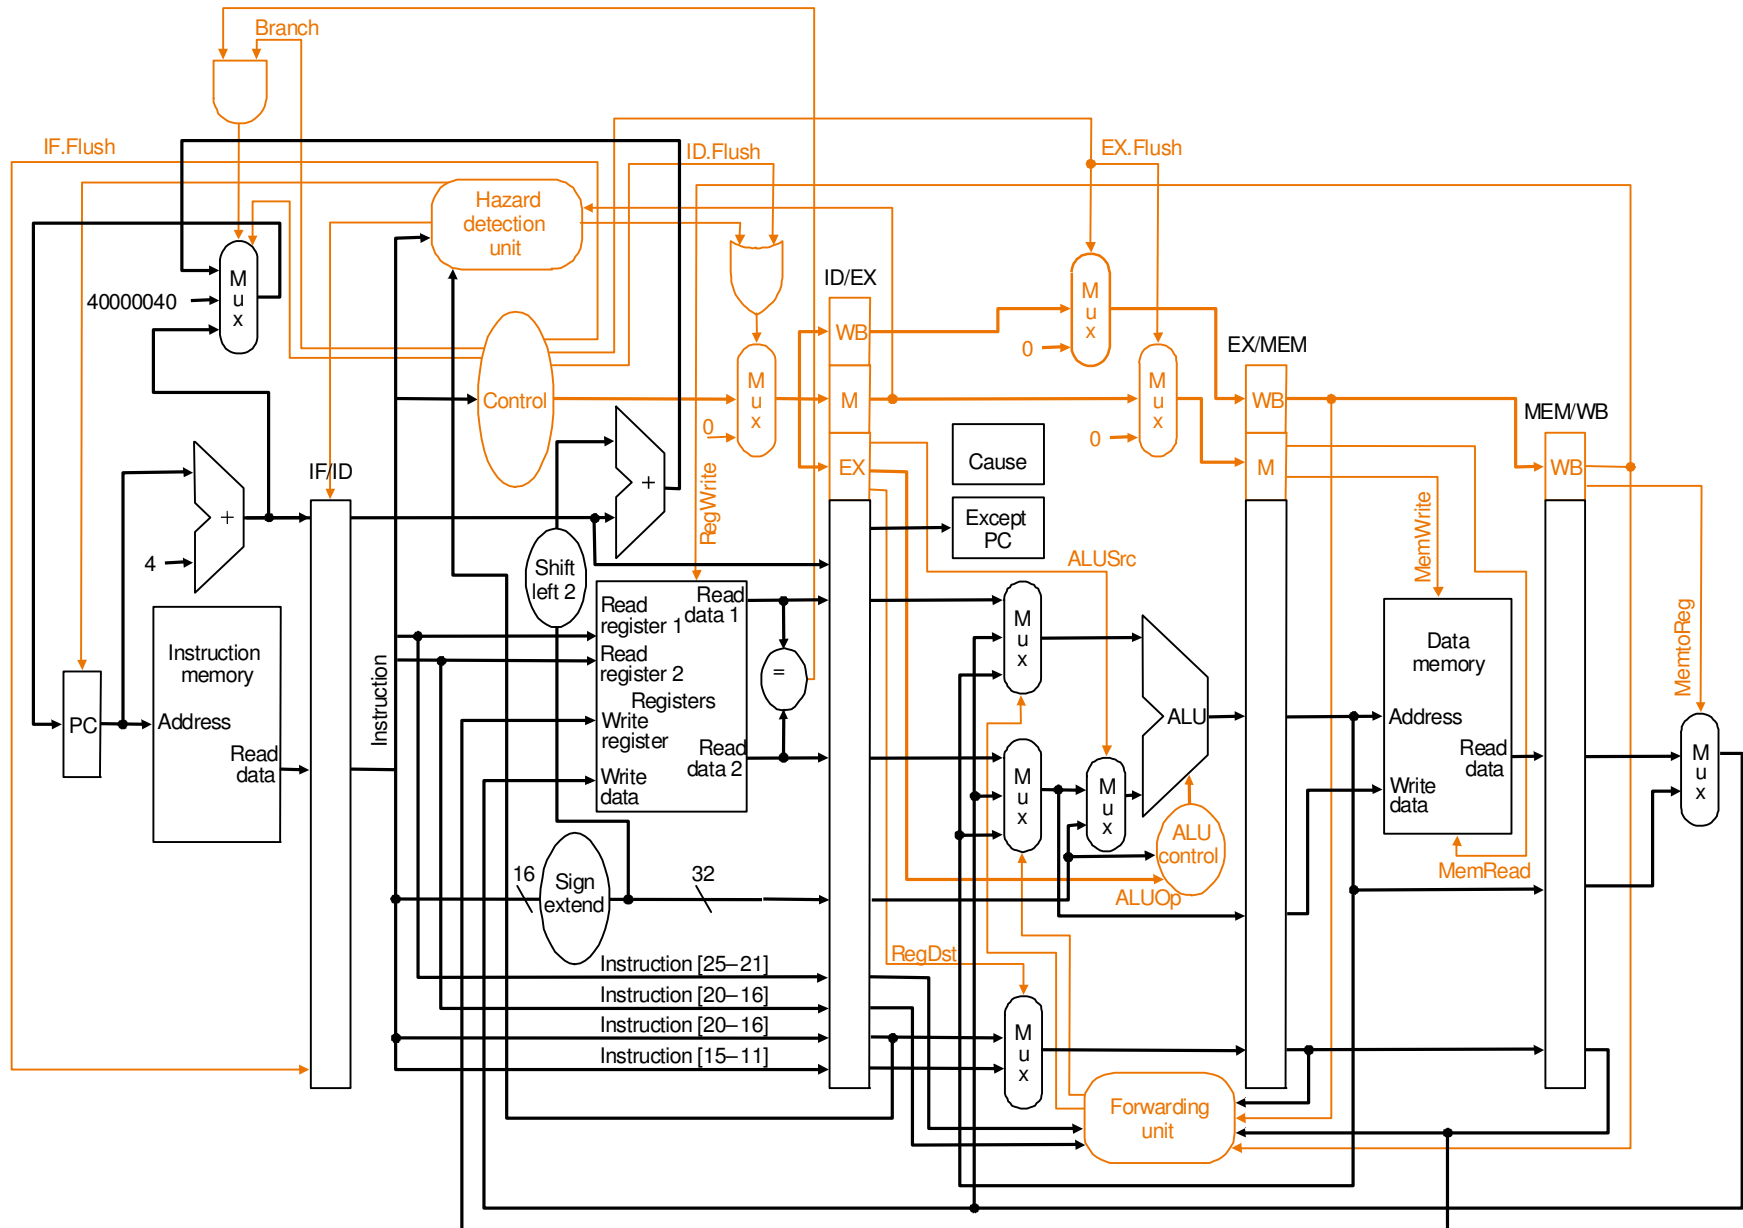 Branch
IF.Flush
ID.Flush
EX.Flush
Hazard
detection
unit
M
u
x
40000040
ID/EX
WB
M
u
x
0
EX/MEM
Control
M
u
x
0
M
M
u
x
0
WB
MEM/WB
IF/ID
+
EX
Cause
M
WB
+
4
RegWrite
Except
PC
MemWrite
Shift
left 2
ALUSrc
Read
data 1
Read
register 1
M
u
x
MemtoReg
Instruction
memory
Instruction
Read
register 2
=
Data
memory
Registers
PC
Address
Write
register
ALU
Address
Read
data
Read
data 2
Read
data
M
u
x
Write
data
M
u
x
M
u
x
Write
data
ALU
control
MemRead
16
Sign
extend
32
ALUOp
RegDst
Instruction [25–21]
Instruction [20–16]
Instruction [20–16]
M
u
x
Instruction [15–11]
Forwarding
unit